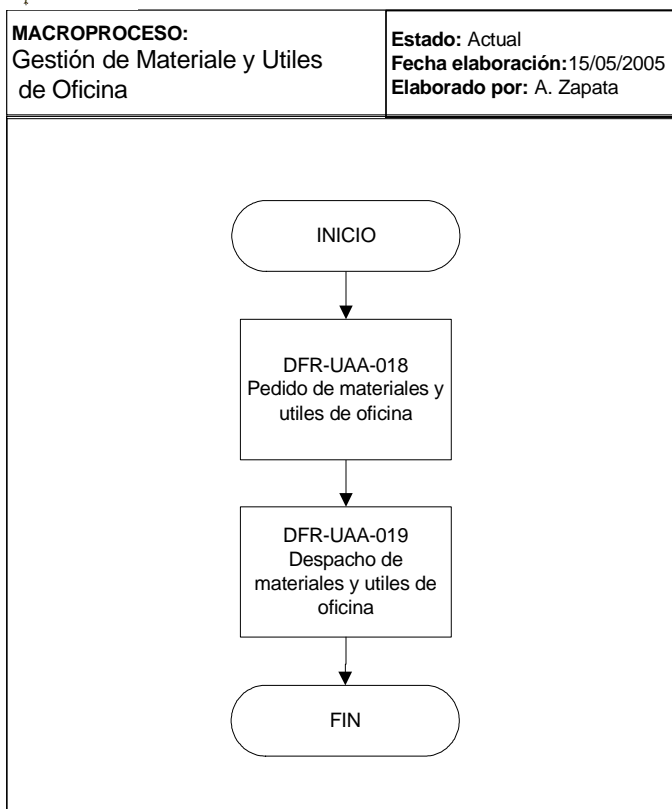 MACROPROCESO:
Gestión de Materiale y Utiles
de Oficina
Estado: Actual
Fecha elaboración:15/05/2005
Elaborado por: A. Zapata
INICIO
DFR-UAA-018
Pedido de materiales y
utiles de oficina
DFR-UAA-019
Despacho de
materiales y utiles de
oficina
FIN